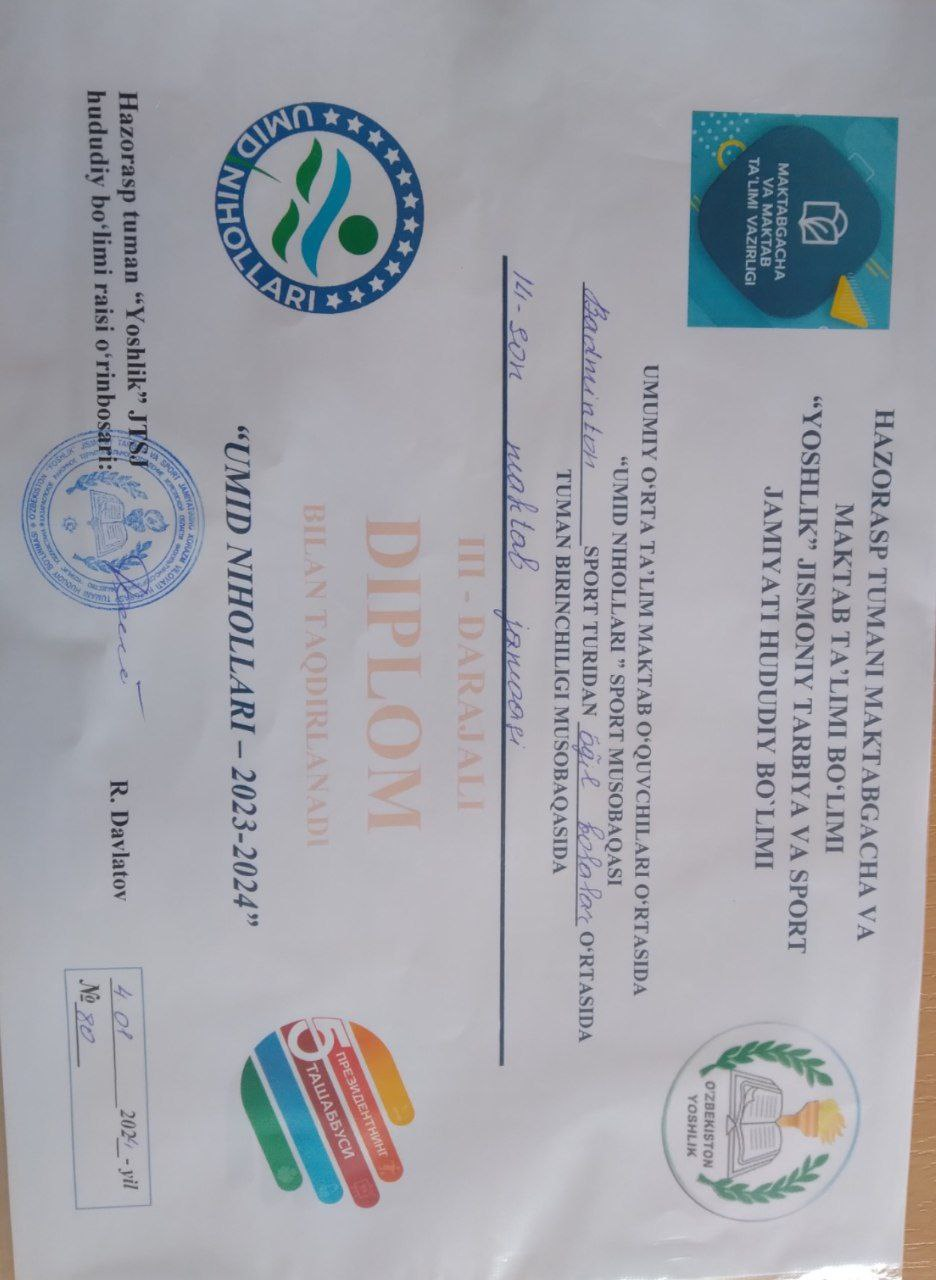 MAKTABGACHA
VA MAKTAB
TA'LIMI VAZIRLIGI
HAZORASP TUMANI MAKTABGACHA VA
MAKTAB TA'LIMI BO'LIMI
“YOSHLIK” JISMONIY TARBIYA VA SPORT
JAMIYATI HUDUDIY BO`LIMI
O'ZBEKISTON
YOSHLIK
UMUMIY O‘RTA TA’LIM MAKTAB O‘QUVCHILARI O‘RTASIDA
“UMID NIHOLLARI ” SPORT MUSOBAQASI
Badminton SPORT TURIDAN o'g'il bolalar O‘RTASIDA
TUMAN BIRINCHILIGI MUSOBAQASIDA
14-son maktab jamoasi
III - DARAJALI
DIPLOM
BILAN TAQDIRLANADI
UMID NIHOLLARI
“UMID NIHOLLARI – 2023-2024”
5 ПРЕЗИДЕНТНИНГ
ТАШАББУСИ
Hazorasp tuman “Yoshlik” JTSJ
hududiy bo‘limi raisi o‘rinbosari:
R. Davlatov
4.01 2024 - yil
№ 80